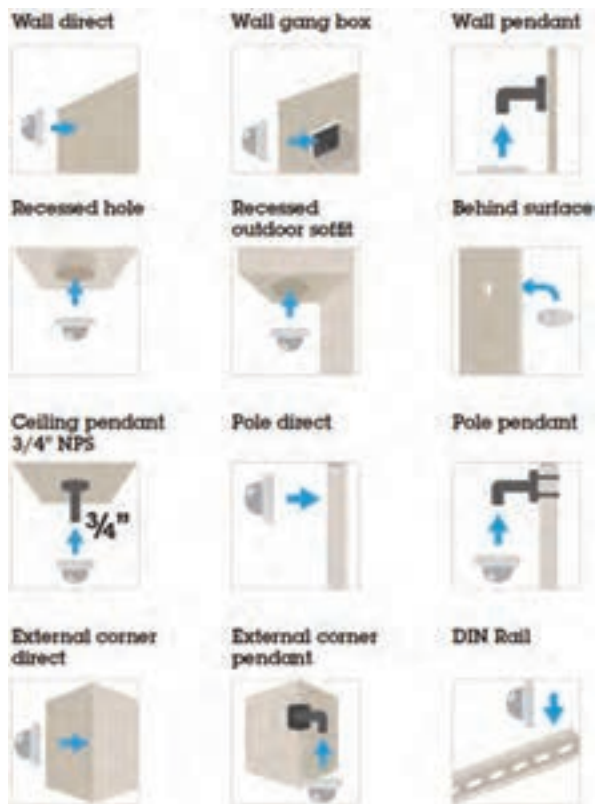 Wall direct
Wall gang box
Wall pendant
Recessed hole
Recessed
outdoor soffit
Behind surface
Ceiling pendant
3/4" NPS
3/4"
Pole direct
Pole pendant
External corner
direct
External corner
pendant
DIN Rail